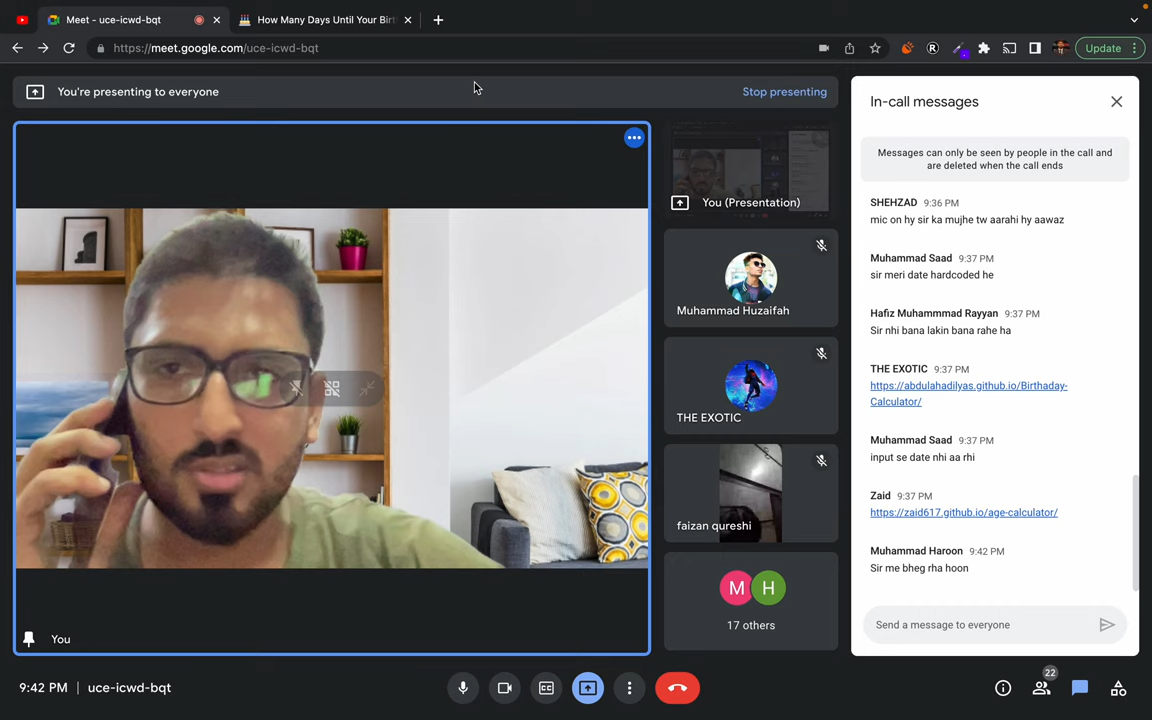 Meet - uce-icwd-bqt
How Many Days Until Your Birt
https://meet.google.com/uce-icwd-bqt
Update
You're presenting to everyone
Stop presenting
You
You (Presentation)
Muhammad Huzaifah
THE EXOTIC
faizan qureshi
M H
17 others
In-call messages
Messages can only be seen by people in the call and
are deleted when the call ends
SHEHZAD 9:36 PM
mic on hy sir ka mujhe tw aarahi hy aawaz
Muhammad Saad 9:37 PM
sir meri date hardcoded he
Hafiz Muhammmad Rayyan 9:37 PM
Sir nhi bana lakin bana rahe ha
THE EXOTIC 9:37 PM
https://abdulahadilyas.github.io/Birthaday-
Calculator/
Muhammad Saad 9:37 PM
input se date nhi aa rhi
Zaid 9:37 PM
https://zaid617.github.io/age-calculator/
Muhammad Haroon 9:42 PM
Sir me bheg rha hoon
Send a message to everyone
9:42 PM | uce-icwd-bqt
22